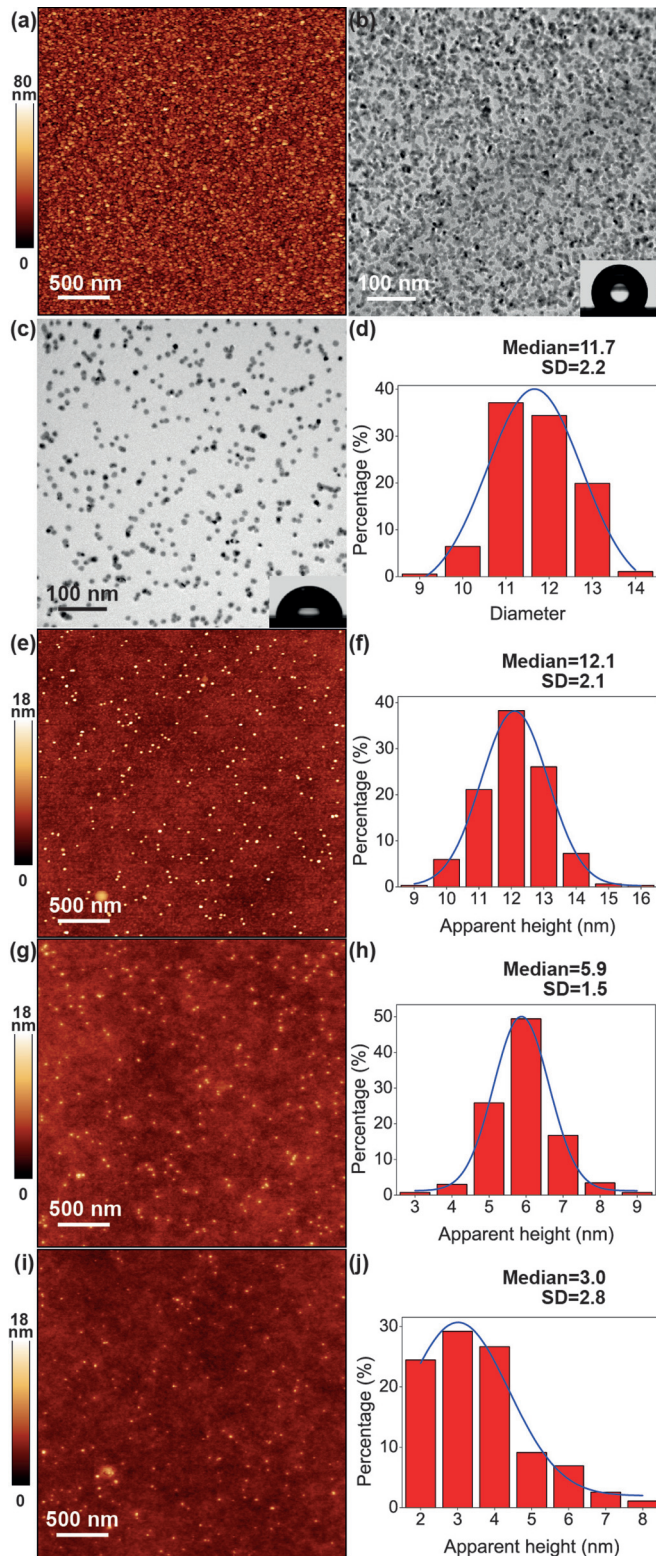 (a)
80
nm
0
500 nm
(b)
100 nm
(c)
100 nm
(d)
Median=11.7
SD=2.2
Percentage (%)
40
30
20
10
0
9 10 11 12 13 14
Diameter
(e)
18
nm
0
500 nm
(f)
Median=12.1
SD=2.1
Percentage (%)
40
30
20
10
0
9 10 11 12 13 14 15 16
Apparent height (nm)
(g)
18
nm
0
500 nm
(h)
Median=5.9
SD=1.5
Percentage (%)
50
40
30
20
10
0
3 4 5 6 7 8 9
Apparent height (nm)
(i)
18
nm
0
500 nm
(j)
Median=3.0
SD=2.8
Percentage (%)
30
20
10
0
2 3 4 5 6 7 8
Apparent height (nm)